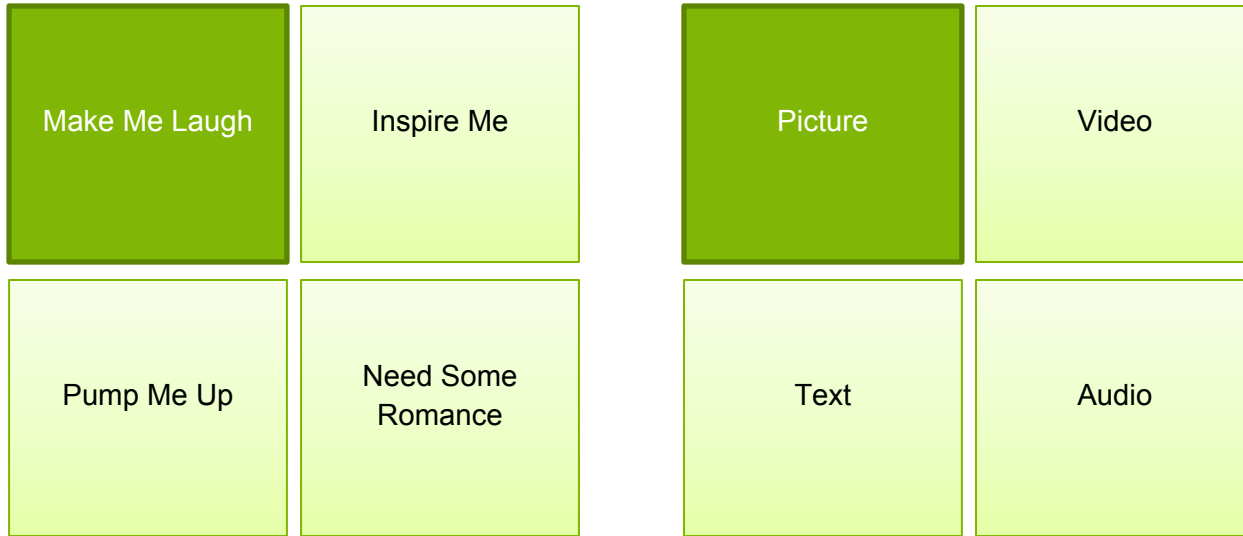 Make Me Laugh
Inspire Me
Picture
Video
Pump Me Up
Need Some
Romance
Text
Audio